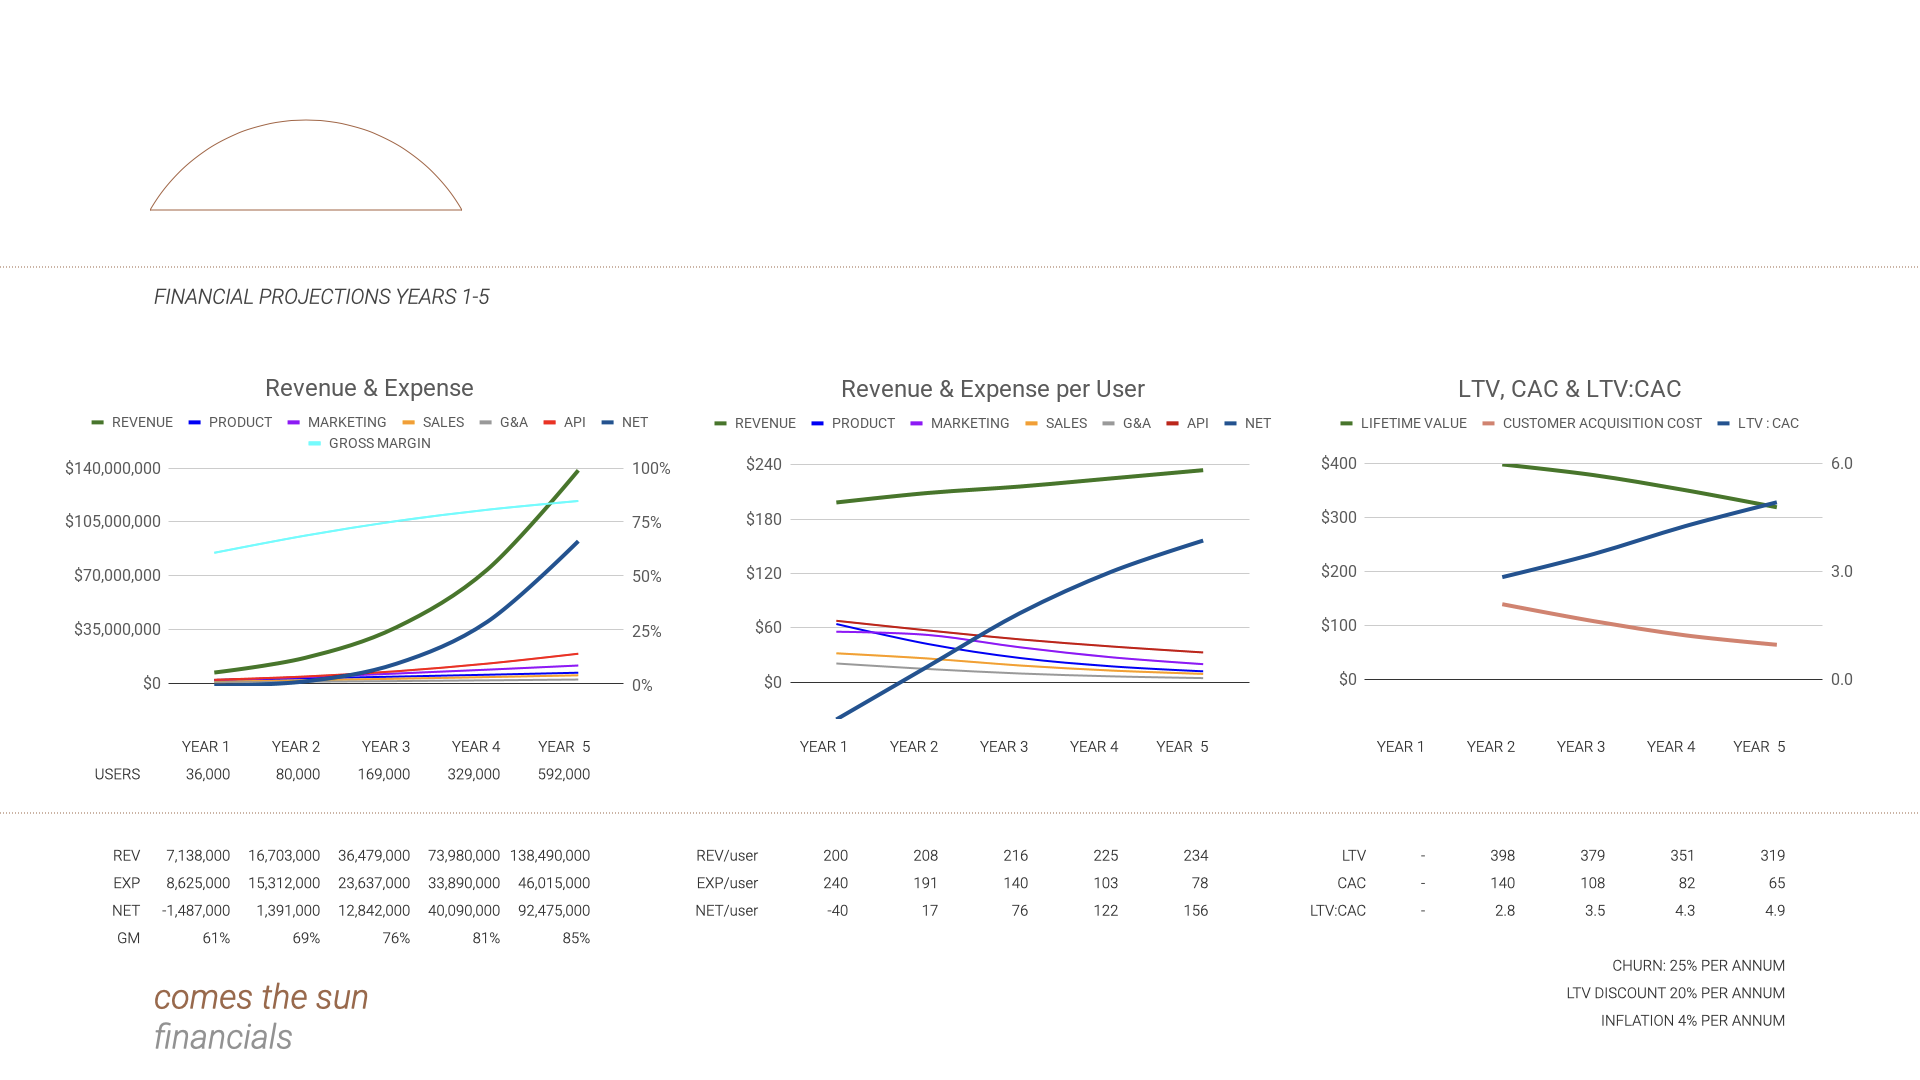 FINANCIAL PROJECTIONS YEARS 1-5
Revenue & Expense
REVENUE PRODUCT MARKETING SALES G&A API NET
GROSS MARGIN
$140,000,000 100%
$105,000,000 75%
$70,000,000 50%
$35,000,000 25%
$0 0%
YEAR 1 YEAR 2 YEAR 3 YEAR 4 YEAR 5
USERS 36,000 80,000 169,000 329,000 592,000
Revenue & Expense per User
REVENUE PRODUCT MARKETING SALES G&A API NET
$240
$180
$120
$60
$0
YEAR 1 YEAR 2 YEAR 3 YEAR 4 YEAR 5
LTV, CAC & LTV:CAC
LIFETIME VALUE CUSTOMER ACQUISITION COST LTV : CAC
$400 6.0
$300
$200 3.0
$100
$0 0.0
YEAR 1 YEAR 2 YEAR 3 YEAR 4 YEAR 5
REV 7,138,000 16,703,000 36,479,000 73,980,000 138,490,000
EXP 8,625,000 15,312,000 23,637,000 33,890,000 46,015,000
NET -1,487,000 1,391,000 12,842,000 40,090,000 92,475,000
GM 61% 69% 76% 81% 85%
REV/user 200 208 216 225 234
EXP/user 240 191 140 103 78
NET/user -40 17 76 122 156
LTV - 398 379 351 319
CAC - 140 108 82 65
LTV:CAC - 2.8 3.5 4.3 4.9
CHURN: 25% PER ANNUM
LTV DISCOUNT 20% PER ANNUM
INFLATION 4% PER ANNUM
comes the sun
financials